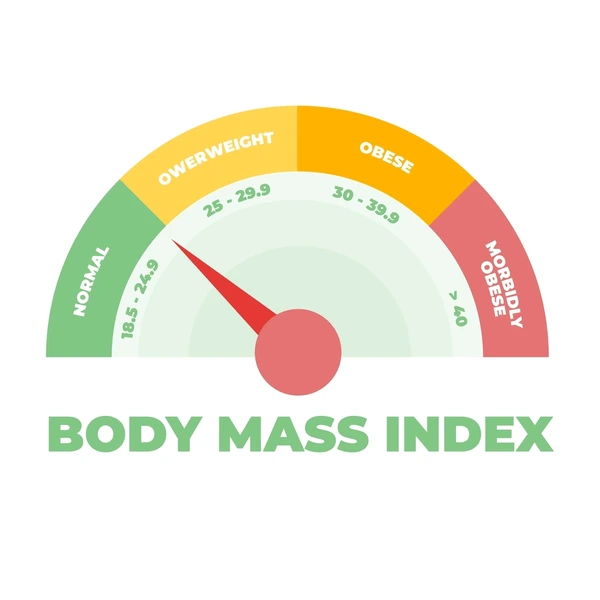 NORMAL
OWERWEIGHT
OBESE
MORBIDLY
OBESE
18.5 - 24.9
25 - 29.9
30 - 39.9
> 40
BODY MASS INDEX